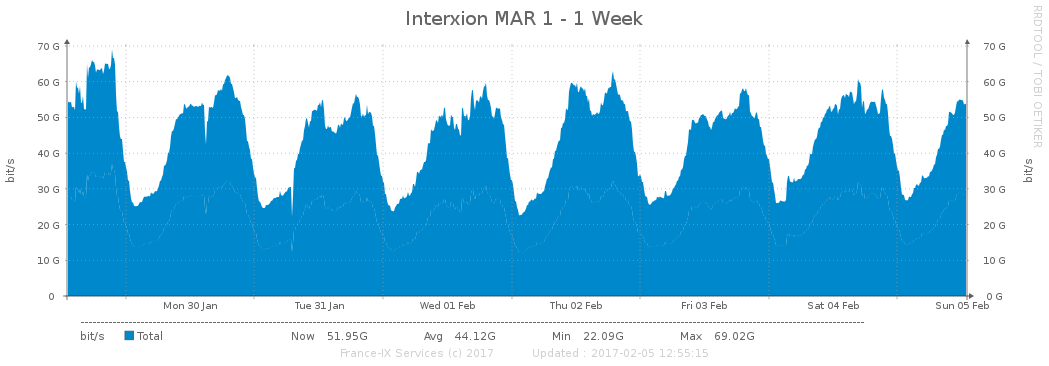 Interxion MAR 1 - 1 Week
RRDTOOL / TOBI OETIKER
70 G 70 G
60 G 60 G
50 G 50 G
40 G 40 G
30 G 30 G
20 G 20 G
10 G 10 G
0 0 G
bit/s
bit/s
Mon 30 Jan Tue 31 Jan Wed 01 Feb Thu 02 Feb Fri 03 Feb Sat 04 Feb Sun 05 Feb
bit/s Total Now 51.95G Avg 44.12G Min 22.09G Max 69.02G
France-IX Services (c) 2017 Updated : 2017-02-05 12:55:15